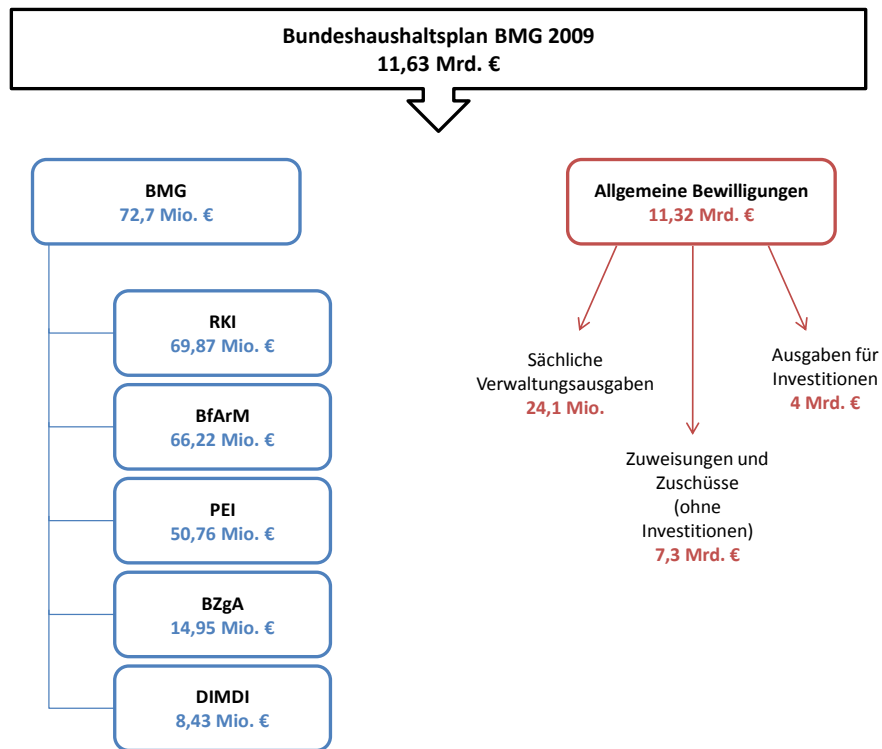 Bundeshaushaltsplan BMG 2009
11,63 Mrd. €
BMG
72,7 Mio. €
RKI
69,87 Mio. €
BfArM
66,22 Mio. €
PEI
50,76 Mio. €
BZgA
14,95 Mio. €
DIMDI
8,43 Mio. €
Allgemeine Bewilligungen
11,32 Mrd. €
Sächliche
Verwaltungsausgaben
24,1 Mio.
Zuweisungen und
Zuschüsse
(ohne
Investitionen)
7,3 Mrd. €
Ausgaben für
Investitionen
4 Mrd. €